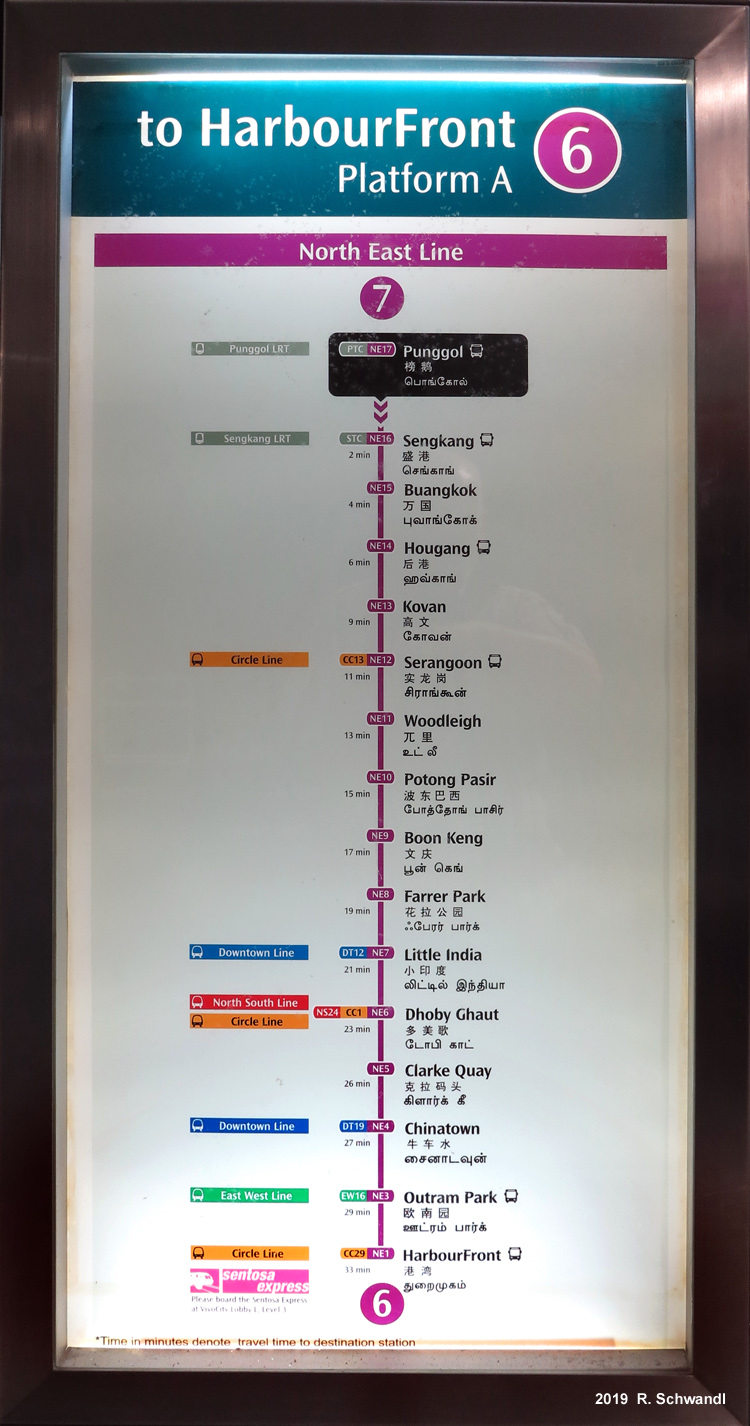 to HarbourFront 6
Platform A
North East Line
7
Punggol LRT PTC NE17 Punggol
榜鹅
பொங்கோல்
Sengkang LRT STC NE16 Sengkang
2 min 盛港
செங்காங்
NE15 Buangkok
4 min 万国
புவாங்கோக்
NE14 Hougang
6 min 后港
ஹவ்காங்
NE13 Kovan
9 min 高文
கோவன்
Circle Line CC13 NE12 Serangoon
11 min 实龙岗
சிராங்கூன்
NE11 Woodleigh
13 min 兀里
உட் லீ
NE10 Potong Pasir
15 min 波东巴西
போத்தோங் பாசிர்
NE9 Boon Keng
17 min 文庆
பூன் கெங்
NE8 Farrer Park
19 min 花拉公园
ஃபேரர் பார்க்
Downtown Line DT12 NE7 Little India
21 min 小印度
லிட்டில் இந்தியா
North South Line
Circle Line NS24 CC1 NE6 Dhoby Ghaut
23 min 多美歌
டோபி காட்
NE5 Clarke Quay
26 min 克拉码头
கிளார்க் கீ
Downtown Line DT19 NE4 Chinatown
27 min 牛车水
சைனாடவுன்
East West Line EW16 NE3 Outram Park
29 min 欧南园
ஊட்ரம் பார்க்
Circle Line CC29 NE1 HarbourFront
33 min 港湾
துறைமுகம்
sentosa express
Please board the Sentosa Express
at VivoCity Lobby L, Level 3
6
*Time in minutes denote travel time to destination station
2019 R. Schwandl